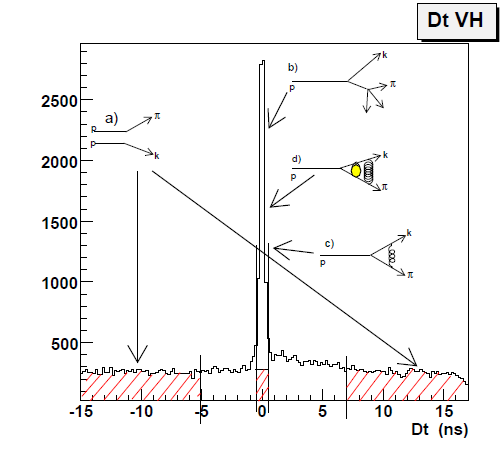 Dt VH
b)
k
p
π
a)
π
p
p
k
d)
k
p
π
k
c)
p
π
2500
2000
1500
1000
500
-15 -10 -5 0 5 10 15
Dt (ns)